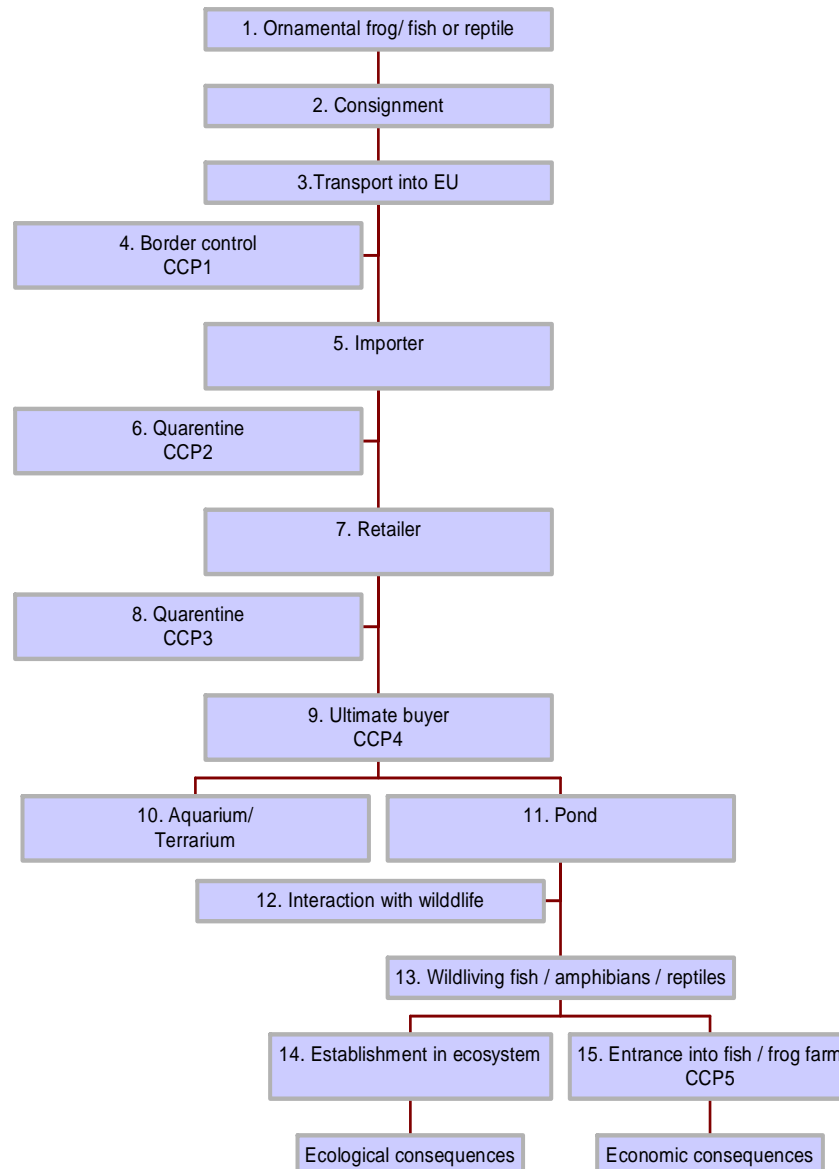 1. Ornamental frog/ fish or reptile
2. Consignment
3.Transport into EU
4. Border control
CCP1
5. Importer
6. Quarentine
CCP2
7. Retailer
8. Quarentine
CCP3
9. Ultimate buyer
CCP4
10. Aquarium/
Terrarium
11. Pond
12. Interaction with wilddlife
13. Wildliving fish / amphibians / reptiles
14. Establishment in ecosystem
15. Entrance into fish / frog farm
CCP5
Ecological consequences
Economic consequences